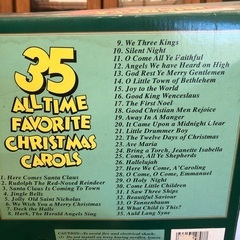 35
ALL TIME
FAVORITE
CHRISTMAS
CAROLS
1. Here Comes Santa Claus
2. Rudolph The Red-Nosed Reindeer
3. Santa Claus Is Coming To Town
4. Jingle Bells
5. Jolly Old Saint Nicholas
6. We Wish You a Merry Christmas
7. Deck the Halls
8. Hark, The Herald Angels Sing
9. We Three Kings
10. Silent Night
11. O Come All Ye Faithful
12. Angels We have Heard on High
13. God Rest Ye Merry Gentlemen
14. O Little Town of Bethlehem
15. Joy to the World
16. Good King Wenceslaus
17. The First Noel
18. Good Christian Men Rejoice
19. Away In A Manger
20. It Came Upon a Midnight Clear
21. Little Drummer Boy
22. The Twelve Days of Christmas
23. Ave Maria
24. Bring a Torch, Jeanette Isabella
25. Come, All Ye Shepherds
26. Hallelujah
27. Here We Come, A'Caroling
28. O Come, O Come, Emmanuel
29. O Holy Night
30. Come Little Children
31. I Saw Three Ships
32. Beautiful Saviour
33. O Tannenbaum
34. What Child is This?
35. Auld Lang Syne